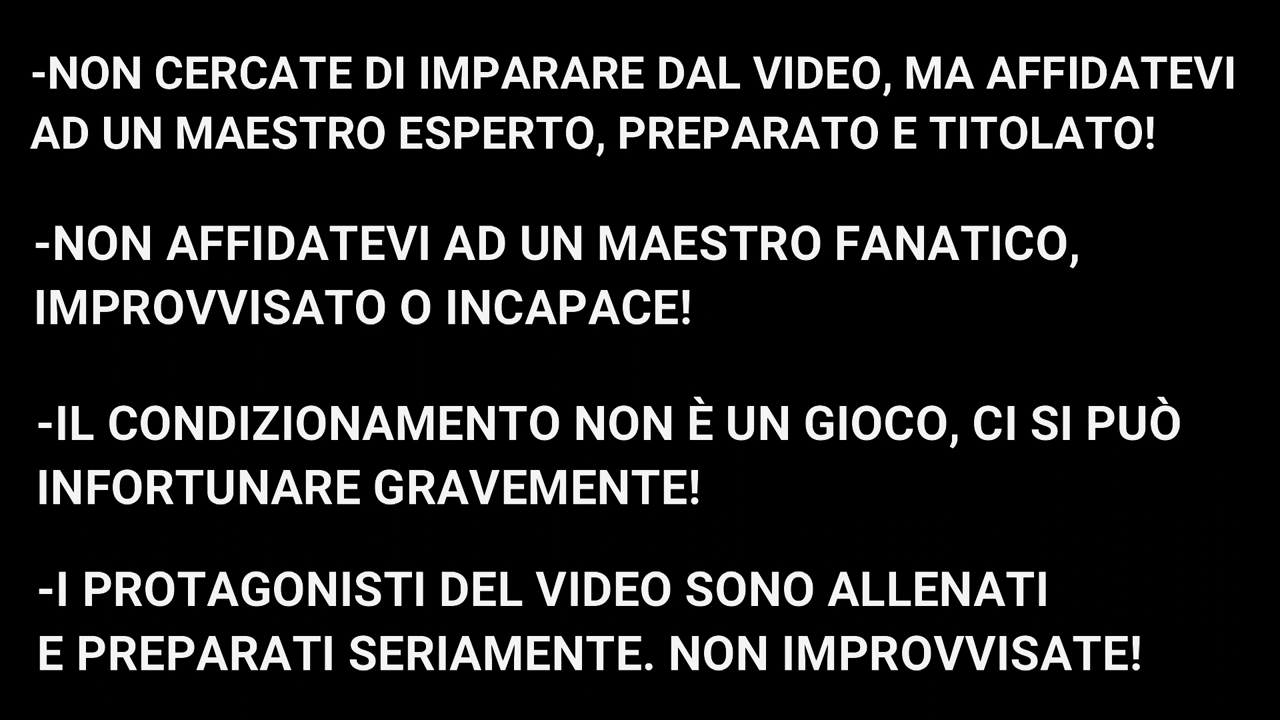 -NON CERCATE DI IMPARARE DAL VIDEO, MA AFFIDATEVI
AD UN MAESTRO ESPERTO, PREPARATO E TITOLATO!
-NON AFFIDATEVI AD UN MAESTRO FANATICO,
IMPROVVISATO O INCAPACE!
-IL CONDIZIONAMENTO NON È UN GIOCO, CI SI PUÒ
INFORTUNARE GRAVEMENTE!
-I PROTAGONISTI DEL VIDEO SONO ALLENATI
E PREPARATI SERIAMENTE. NON IMPROVVISATE!